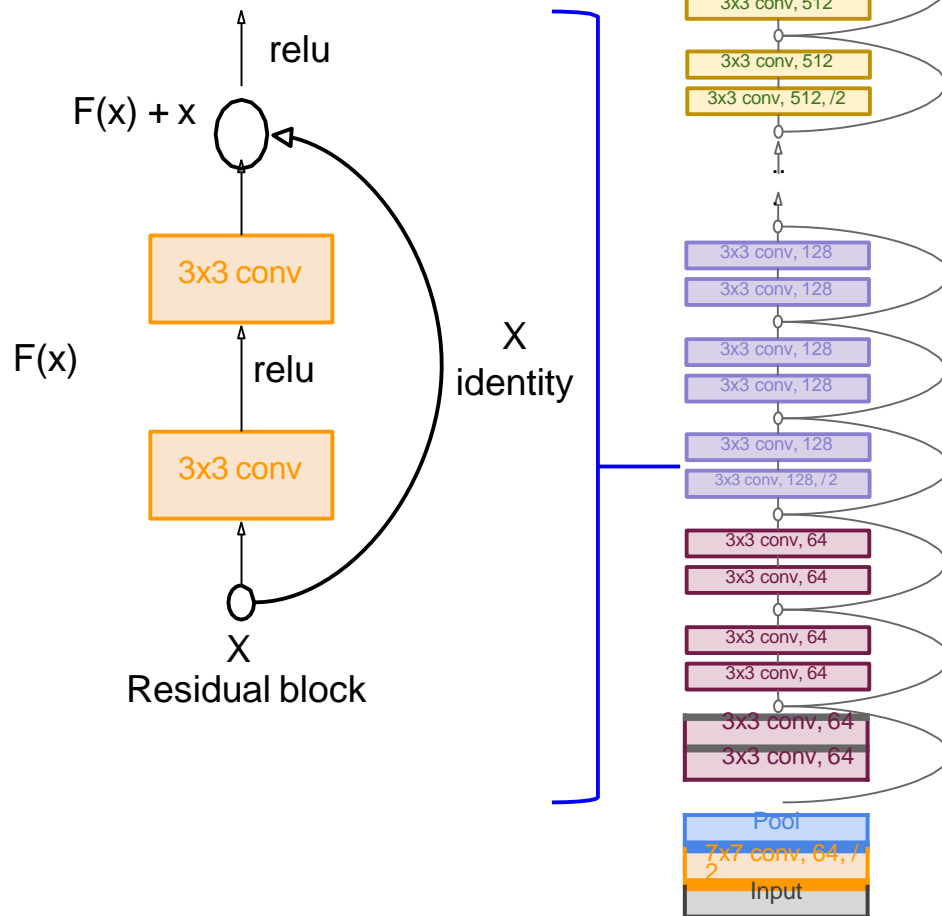 relu
F(x) + x
3x3 conv
F(x)
relu
X
identity
3x3 conv
X
Residual block
3x3 conv, 512
3x3 conv, 512
3x3 conv, 512, /2
..
.
3x3 conv, 128
3x3 conv, 128
3x3 conv, 128
3x3 conv, 128
3x3 conv, 128
3x3 conv, 128, / 2
3x3 conv, 64
3x3 conv, 64
3x3 conv, 64
3x3 conv, 64
3x3 conv, 64
3x3 conv, 64
Pool
7x7 conv, 64, /
2
Input